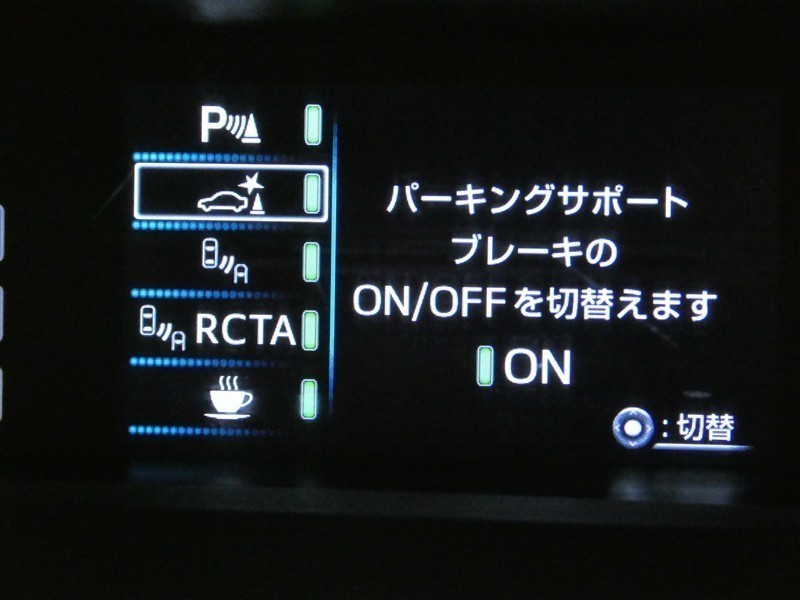 P
RCTA
パーキングサポート
ブレーキの
ON/OFFを切替えます
ON
:切替